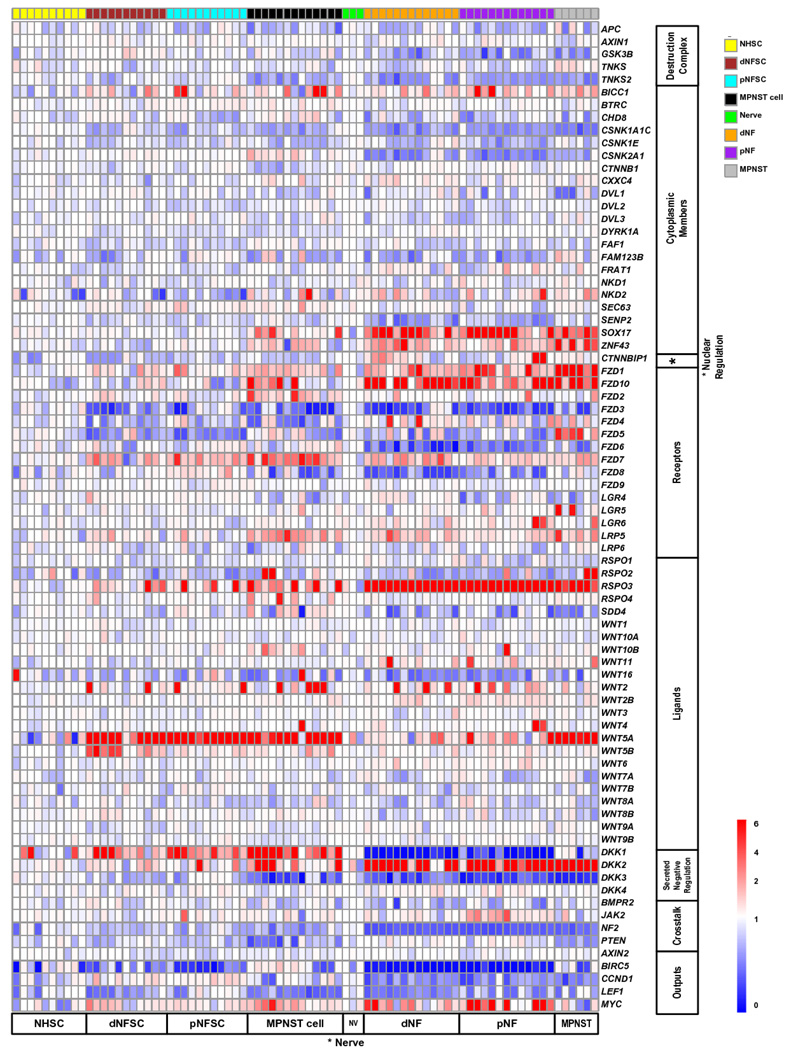 NHSC
dNFSC
pNFSC
MPNST cell
Nerve
dNF
pNF
MPNST
APC
AXIN1
GSK3B
TNKS
TNKS2
BICC1
BTRC
CHD8
CSNK1A1C
CSNK1E
CSNK2A1
CTNNB1
CXXC4
DVL1
DVL2
DVL3
DYRK1A
FAF1
FAM123B
FRAT1
NKD1
NKD2
SEC63
SENP2
SOX17
ZNF43
CTNNBIP1
FZD1
FZD10
FZD2
FZD3
FZD4
FZD5
FZD6
FZD7
FZD8
FZD9
LGR4
LGR5
LGR6
LRP5
LRP6
RSPO1
RSPO2
RSPO3
RSPO4
SDD4
WNT1
WNT10A
WNT10B
WNT11
WNT16
WNT2
WNT2B
WNT3
WNT4
WNT5A
WNT5B
WNT6
WNT7A
WNT7B
WNT8A
WNT8B
WNT9A
WNT9B
DKK1
DKK2
DKK3
DKK4
BMPR2
JAK2
NF2
PTEN
AXIN2
BIRC5
CCND1
LEF1
MYC
Destruction
Complex
Cytoplasmic
Members
*
* Nuclear
Regulation
Receptors
Ligands
Secreted
Negative
Regulation
Crosstalk
Outputs
6
4
2
1
0
NHSC
dNFSC
pNFSC
MPNST cell
NV
dNF
pNF
MPNST
* Nerve